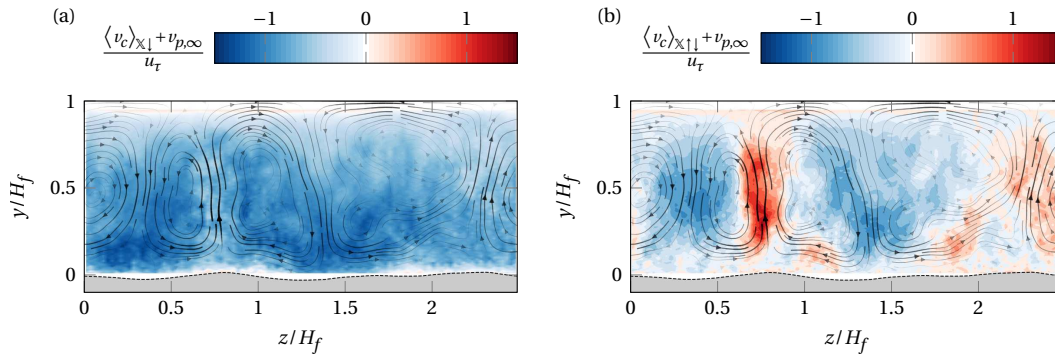 (a) ⟨v_c⟩_𝕏↓ + v_p,∞ / u_τ −1 0 1
y/H_f
1
0.5
0
0 0.5 1 1.5 2
z/H_f
(b) ⟨v_c⟩_𝕏↑↓ + v_p,∞ / u_τ −1 0 1
y/H_f
1
0.5
0
0 0.5 1 1.5 2
z/H_f